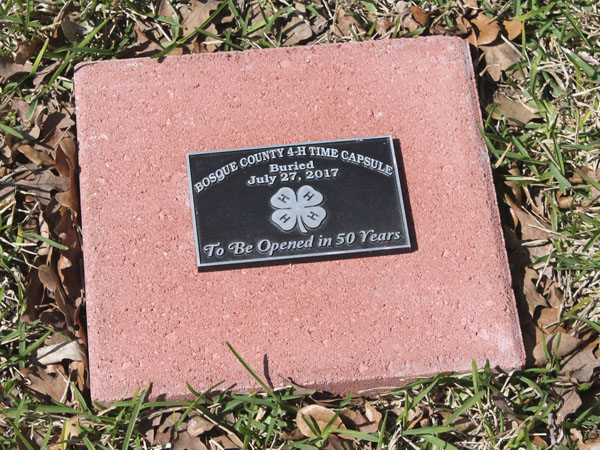 BOSQUE COUNTY 4-H TIME CAPSULE
Buried
July 27, 2017
H H
H H
To Be Opened in 50 Years